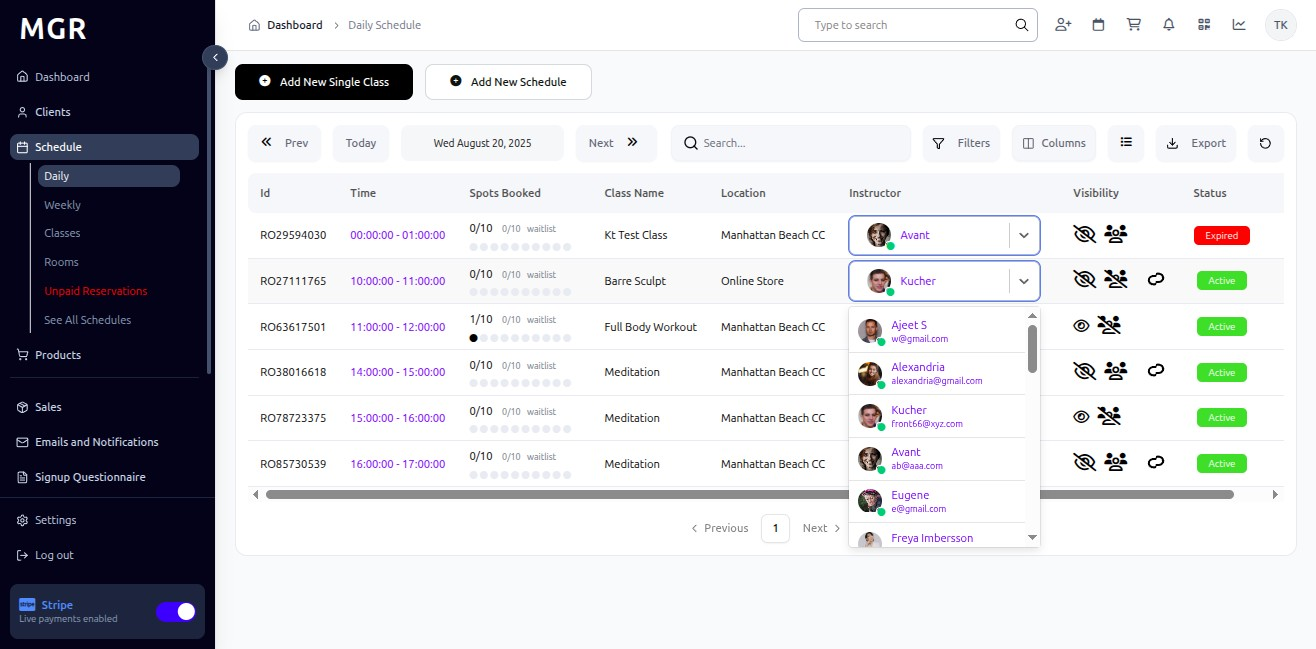 MGR
Dashboard
Clients
Schedule
Daily
Weekly
Classes
Rooms
Unpaid Reservations
See All Schedules
Products
Sales
Emails and Notifications
Signup Questionnaire
Settings
Log out
stripe Stripe
Live payments enabled
Dashboard > Daily Schedule
Type to search
TK
Add New Single Class
Add New Schedule
Prev
Today
Wed August 20, 2025
Next
Search...
Filters
Columns
Export
Id Time Spots Booked Class Name Location Instructor Visibility Status
RO29594030 00:00:00 - 01:00:00 0/10 0/10 waitlist Kt Test Class Manhattan Beach CC Avant Expired
RO27111765 10:00:00 - 11:00:00 0/10 0/10 waitlist Barre Sculpt Online Store Kucher Active
RO63617501 11:00:00 - 12:00:00 1/10 0/10 waitlist Full Body Workout Manhattan Beach CC Active
RO38016618 14:00:00 - 15:00:00 0/10 0/10 waitlist Meditation Manhattan Beach CC Active
RO78723375 15:00:00 - 16:00:00 0/10 0/10 waitlist Meditation Manhattan Beach CC Active
RO85730539 16:00:00 - 17:00:00 0/10 0/10 waitlist Meditation Manhattan Beach CC Active
Ajeet S
w@gmail.com
Alexandria
alexandria@gmail.com
Kucher
front66@xyz.com
Avant
ab@aaa.com
Eugene
e@gmail.com
Freya Imbersson
Previous 1 Next